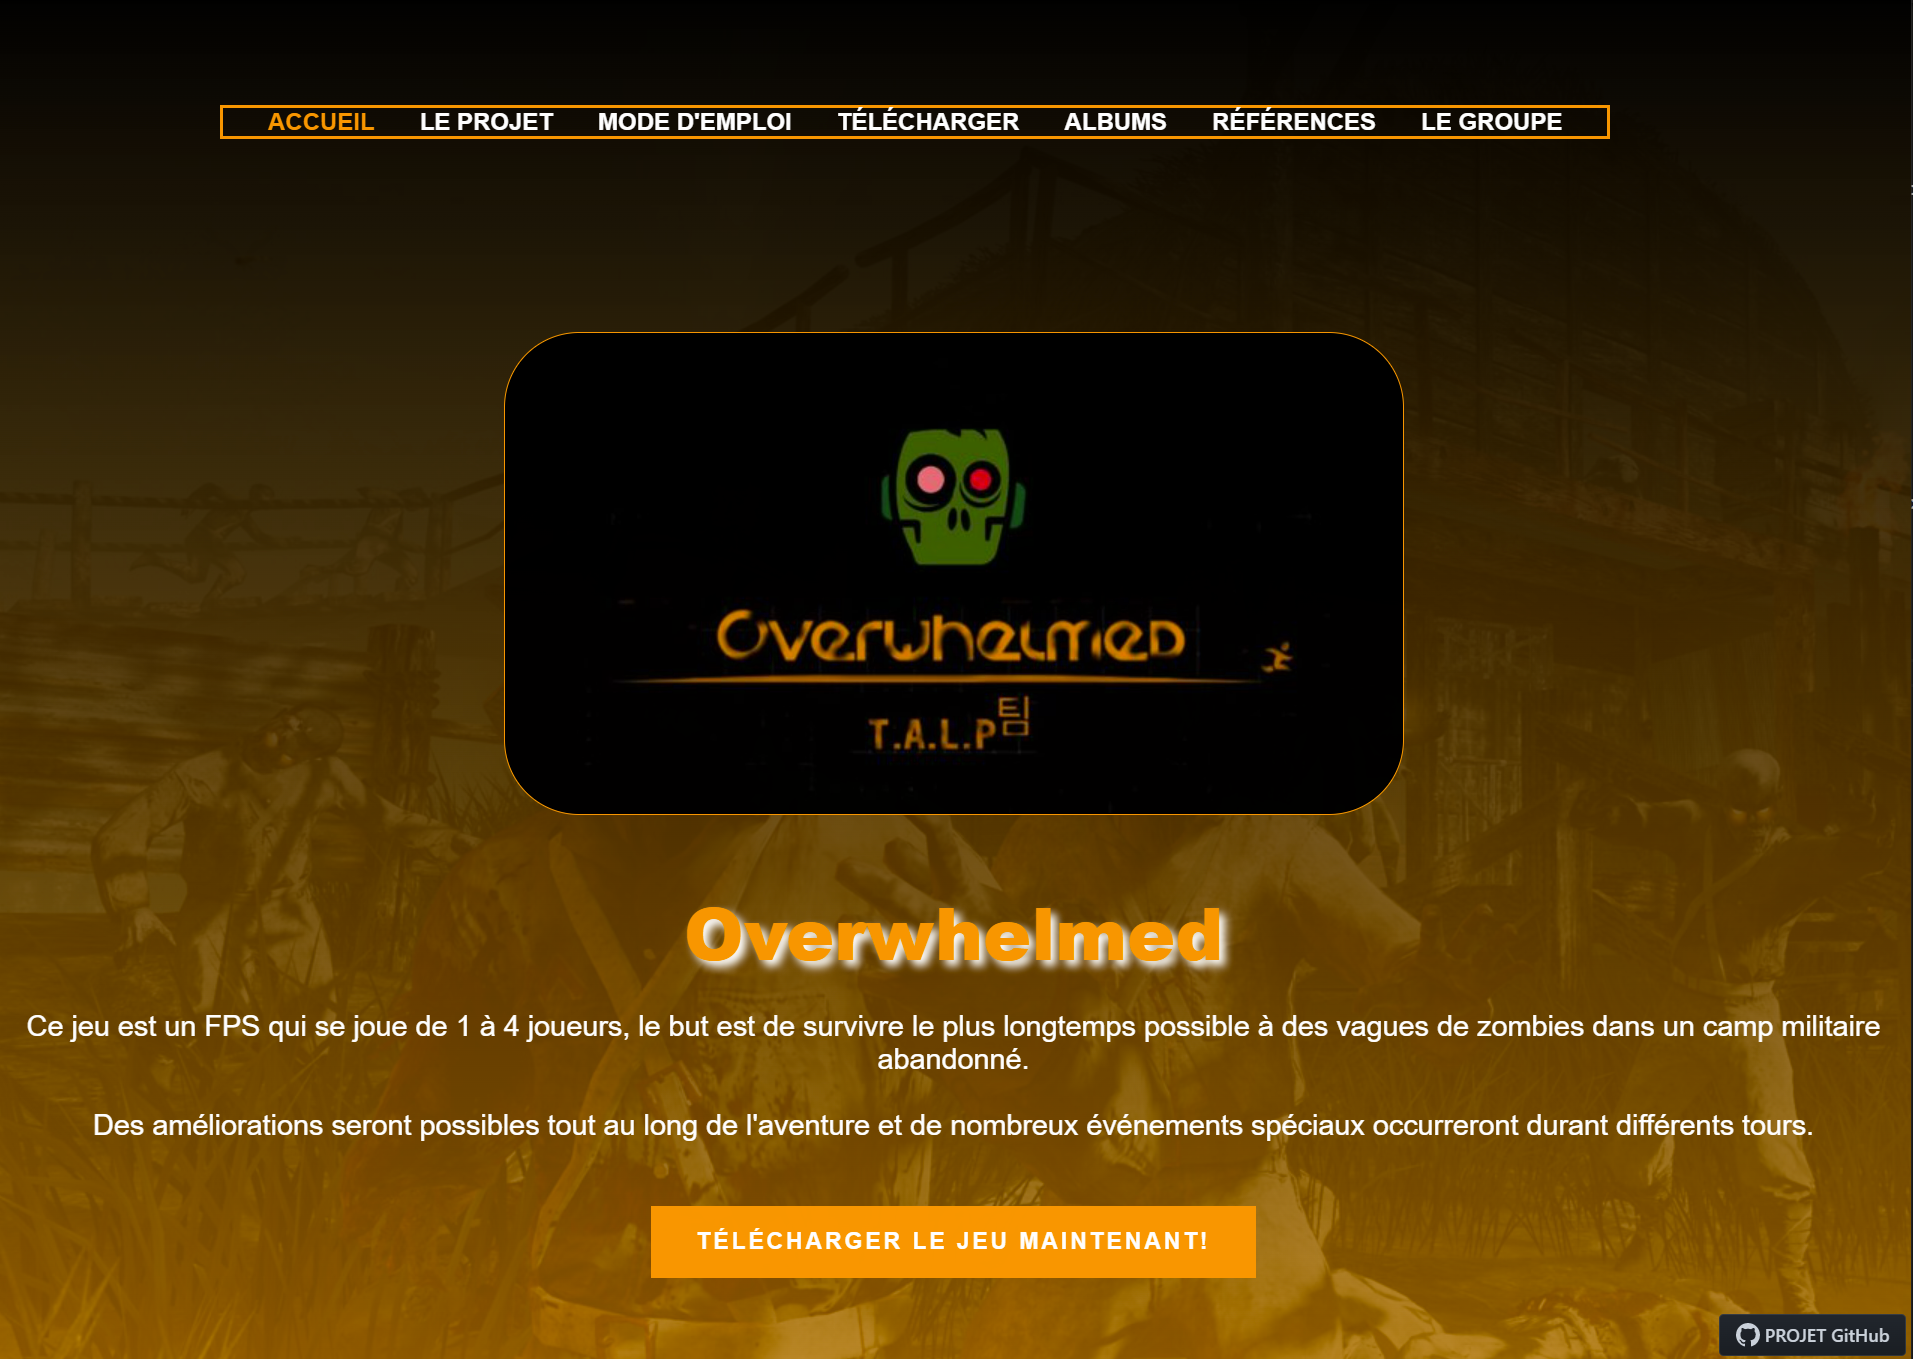 ACCUEIL LE PROJET MODE D'EMPLOI TÉLÉCHARGER ALBUMS RÉFÉRENCES LE GROUPE
Overwhelmed
T.A.L.P팀
Overwhelmed
Ce jeu est un FPS qui se joue de 1 à 4 joueurs, le but est de survivre le plus longtemps possible à des vagues de zombies dans un camp militaire
abandonné.
Des améliorations seront possibles tout au long de l'aventure et de nombreux événements spéciaux occurreront durant différents tours.
TÉLÉCHARGER LE JEU MAINTENANT!
PROJET GitHub